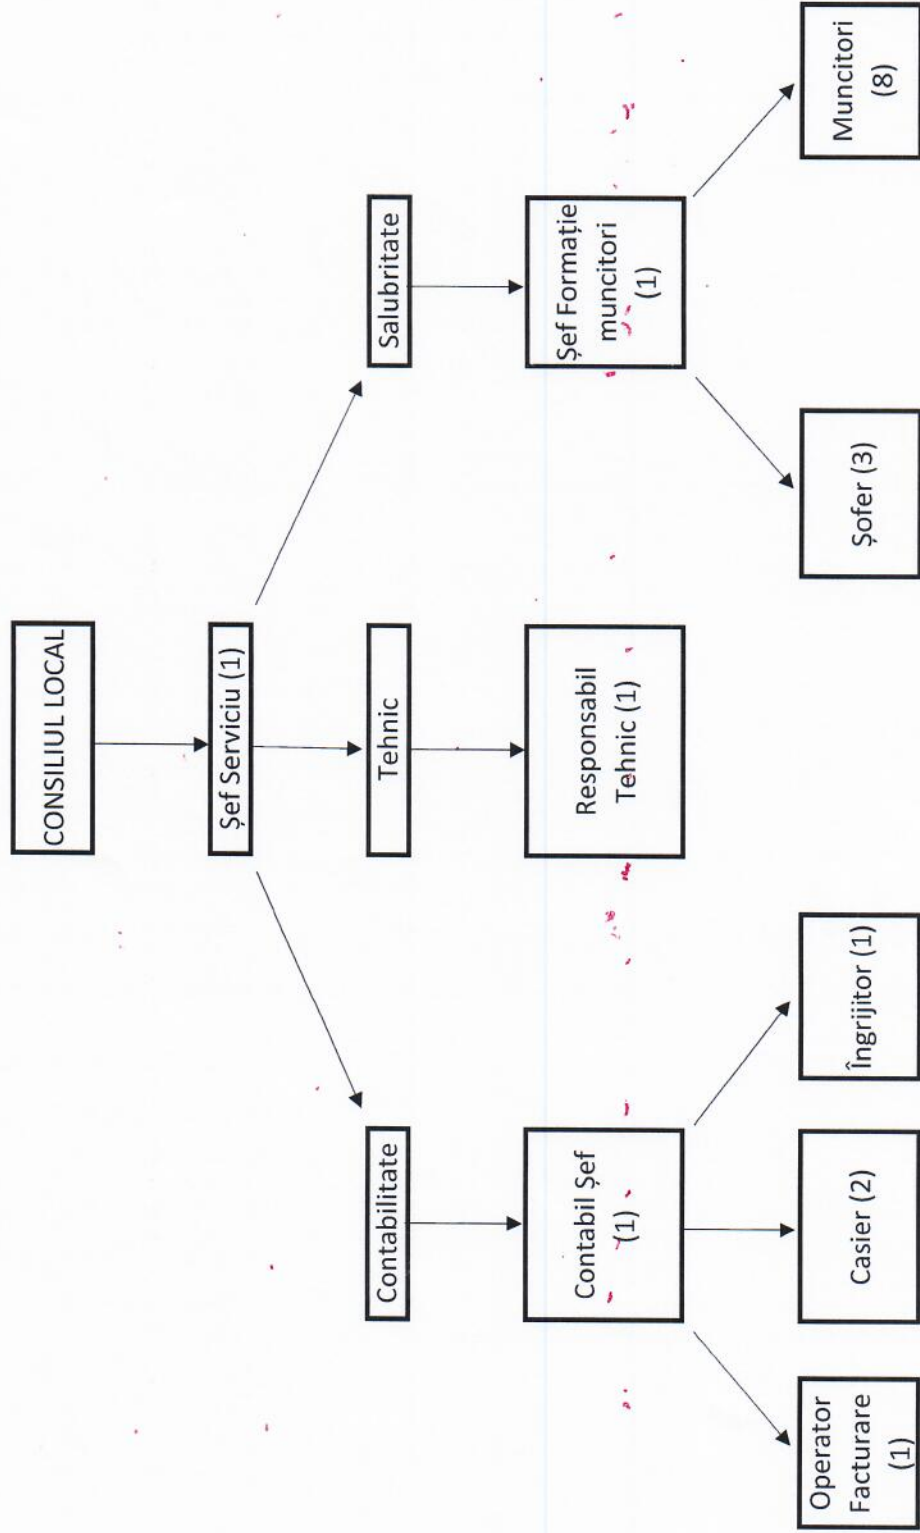 CONSILIUL LOCAL
Șef Serviciu (1)
Contabilitate
Tehnic
Salubritate
Contabil Șef
(1)
Responsabil
Tehnic (1)
Șef Formație
muncitori
(1)
Operator
Facturare
(1)
Casier (2)
Îngrijitor (1)
Șofer (3)
Muncitori
(8)